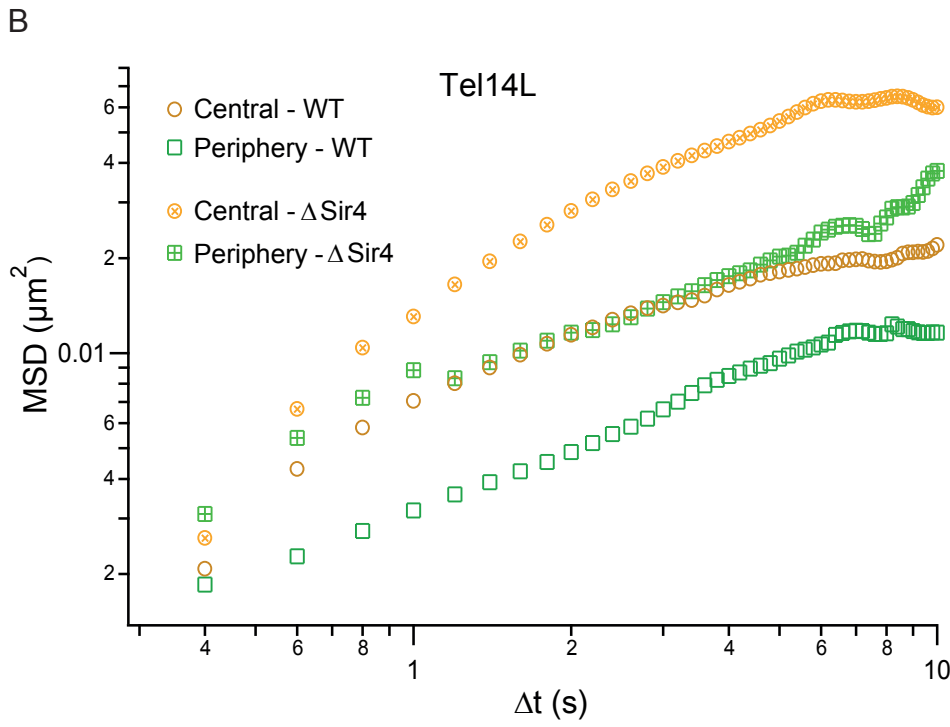 B
Tel14L
Central - WT
Periphery - WT
Central - ΔSir4
Periphery - ΔSir4
MSD (µm²)
6
4
2
0.01
6
4
2
4
6
8
1
2
4
6
8
10
Δt (s)